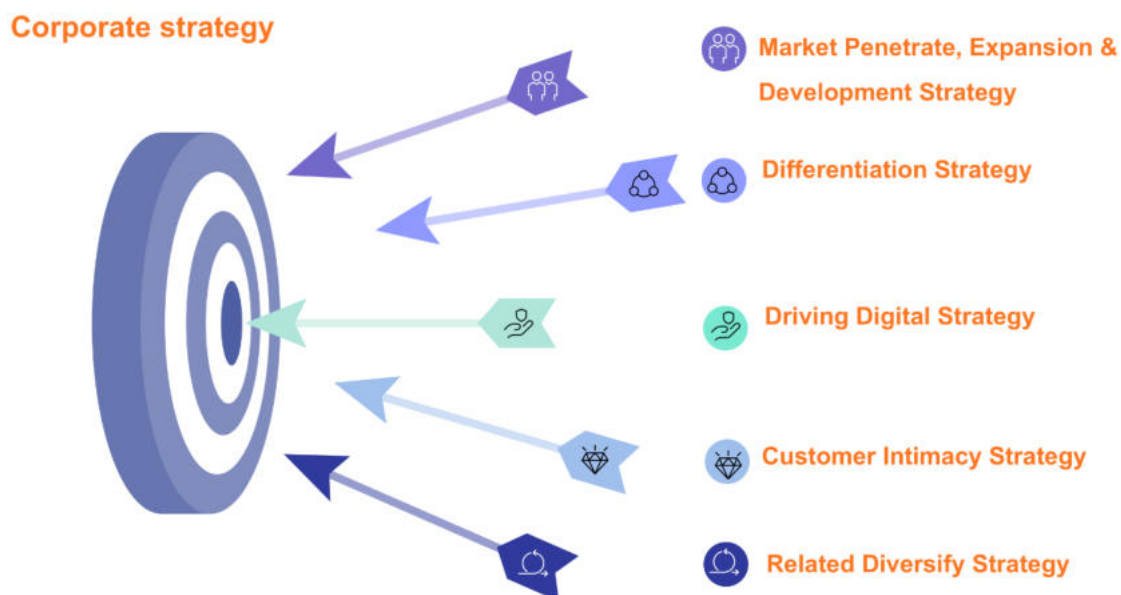 Corporate strategy
Market Penetrate, Expansion &
Development Strategy
Differentiation Strategy
Driving Digital Strategy
Customer Intimacy Strategy
Related Diversify Strategy